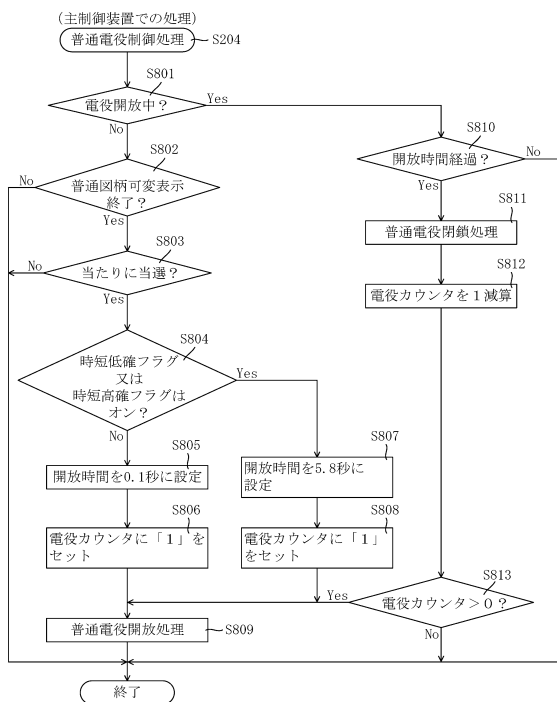 (主制御装置での処理)
普通電役制御処理
S204
S801
電役開放中?
Yes
No
S802
普通図柄可変表示
終了?
No
Yes
S803
当たりに当選?
No
Yes
S804
時短低確フラグ
又は
時短高確フラグは
オン?
Yes
No
S805
開放時間を0.1秒に設定
S806
電役カウンタに「1」を
セット
S807
開放時間を5.8秒に
設定
S808
電役カウンタに「1」
をセット
S809
普通電役開放処理
S810
開放時間経過?
No
Yes
S811
普通電役閉鎖処理
S812
電役カウンタを1減算
S813
電役カウンタ>0?
Yes
No
終了